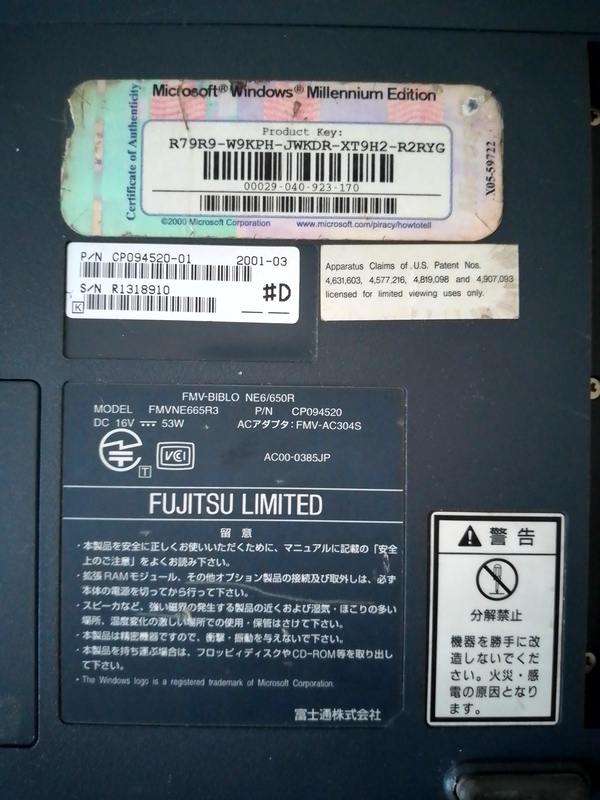 Microsoft® Windows® Millennium Edition
Certificate of Authenticity
Product Key:
R79R9-W9KPH-JWKDR-XT9H2-R2RYG
00029-040-923-170
X05-59722
©2000 Microsoft Corporation www.microsoft.com/piracy/howtotell
P/N CP094520-01 2001-03
S/N R1318910
#D
K
Apparatus Claims of U.S. Patent Nos.
4,631,603, 4,577,216, 4,819,098 and 4,907,093
licensed for limited viewing uses only.
FMV-BIBLO NE6/650R
MODEL FMVNE665R3 P/N CP094520
DC 16V 53W ACアダプタ:FMV-AC304S
T
VCI
AC00-0385JP
FUJITSU LIMITED
留 意
・本製品を安全に正しくお使いいただくために、マニュアルに記載の「安全
上のご注意」をよくお読み下さい。
・拡張RAMモジュール、その他オプション製品の接続及び取外しは、必ず
本体の電源を切ってから行って下さい。
・スピーカなど、強い磁界の発生する製品の近くおよび湿気・ほこりの多い
場所、温度変化の激しい場所での使用・保管はさけて下さい。
・本製品は精密機器ですので、衝撃・振動を与えないで下さい。
・本製品を持ち運ぶ場合は、フロッピィディスクやCD-ROM等を取り出し
て下さい。
・The Windows logo is a registered trademark of Microsoft Corporation.
富士通株式会社
警告
分解禁止
機器を勝手に改
造しないでくだ
さい。火災・感
電の原因となり
ます。